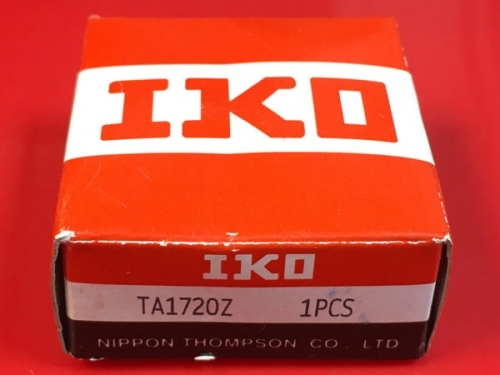 IKO
IKO
TA1720Z 1PCS
NIPPON THOMPSON CO. LTD